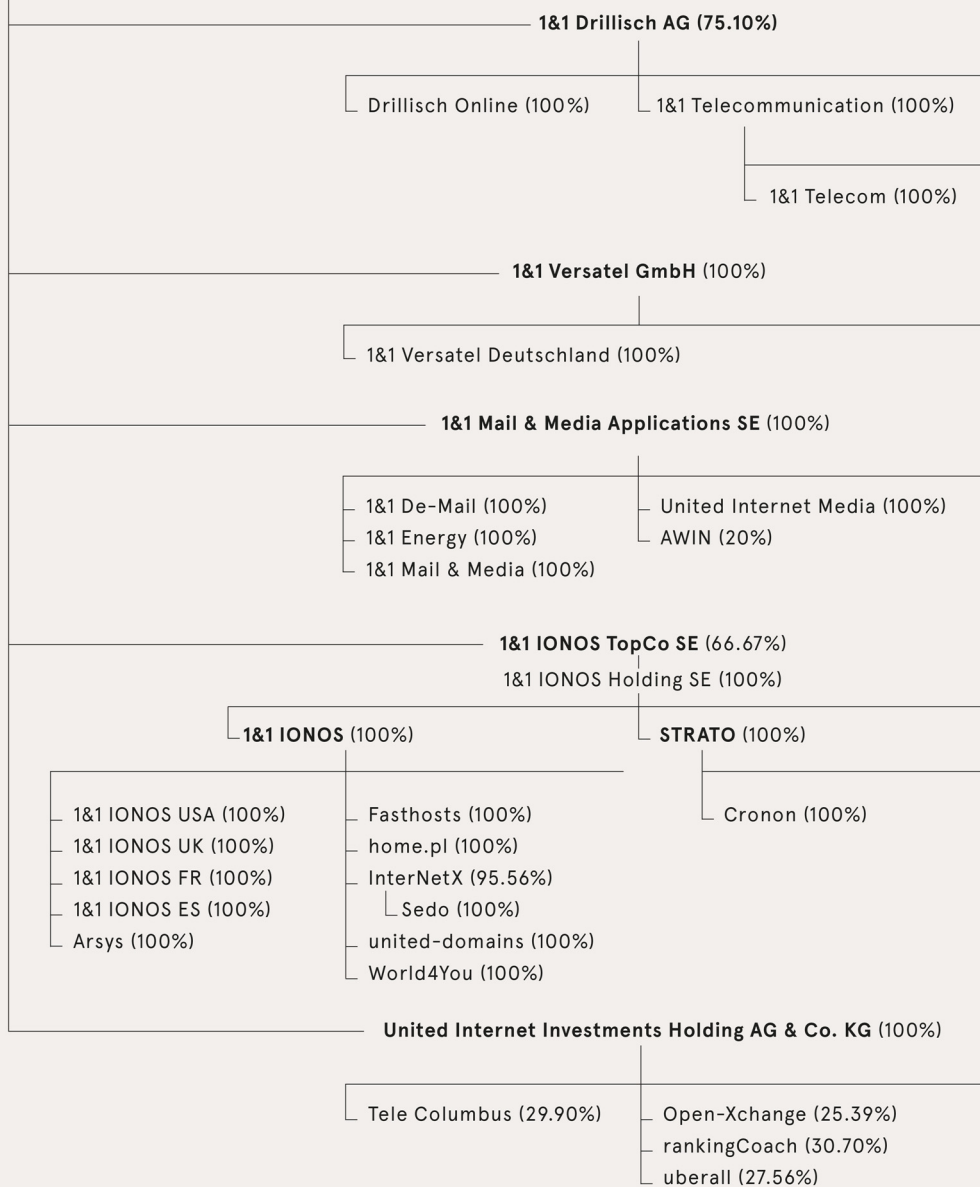 1&1 Drillisch AG (75.10%)
Drillisch Online (100%)
1&1 Telecommunication (100%)
1&1 Telecom (100%)
1&1 Versatel GmbH (100%)
1&1 Versatel Deutschland (100%)
1&1 Mail & Media Applications SE (100%)
1&1 De-Mail (100%)
1&1 Energy (100%)
1&1 Mail & Media (100%)
United Internet Media (100%)
AWIN (20%)
1&1 IONOS TopCo SE (66.67%)
1&1 IONOS Holding SE (100%)
1&1 IONOS (100%)
1&1 IONOS USA (100%)
1&1 IONOS UK (100%)
1&1 IONOS FR (100%)
1&1 IONOS ES (100%)
Arsys (100%)
Fasthosts (100%)
home.pl (100%)
InterNetX (95.56%)
Sedo (100%)
united-domains (100%)
World4You (100%)
STRATO (100%)
Cronon (100%)
United Internet Investments Holding AG & Co. KG (100%)
Tele Columbus (29.90%)
Open-Xchange (25.39%)
rankingCoach (30.70%)
uberall (27.56%)